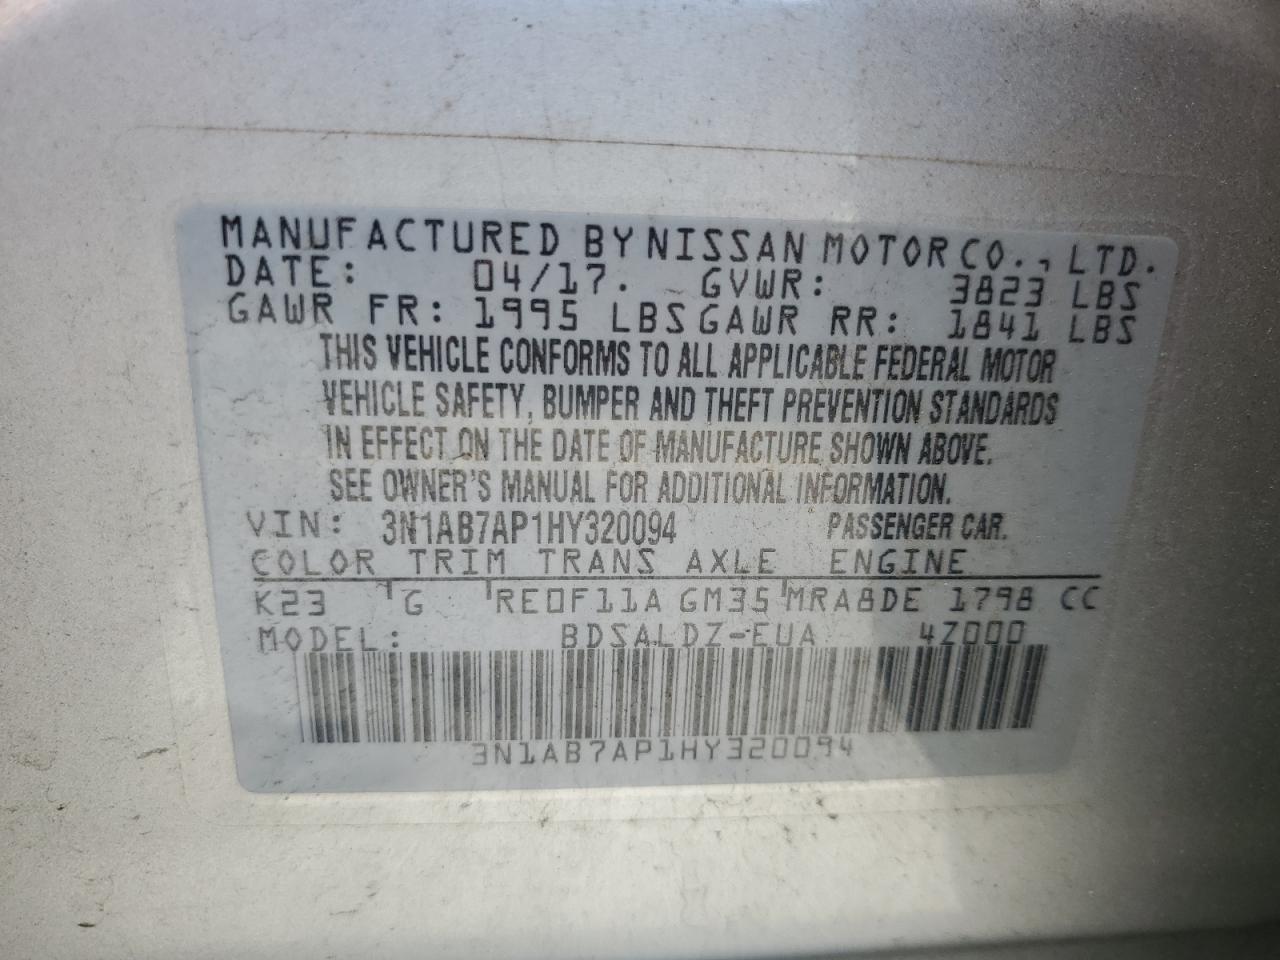 MANUFACTURED BY NISSAN MOTOR CO., LTD.
DATE: 04/17. GVWR: 3823 LBS
GAWR FR: 1995 LBS GAWR RR: 1841 LBS
THIS VEHICLE CONFORMS TO ALL APPLICABLE FEDERAL MOTOR
VEHICLE SAFETY, BUMPER AND THEFT PREVENTION STANDARDS
IN EFFECT ON THE DATE OF MANUFACTURE SHOWN ABOVE.
SEE OWNER'S MANUAL FOR ADDITIONAL INFORMATION.
VIN: 3N1AB7AP1HY320094 PASSENGER CAR.
COLOR TRIM TRANS AXLE ENGINE
K23 G RE0F11A GM35 MRA8DE 1798 CC
MODEL: BDSALDZ-EUA 4Z000
3N1AB7AP1HY320094